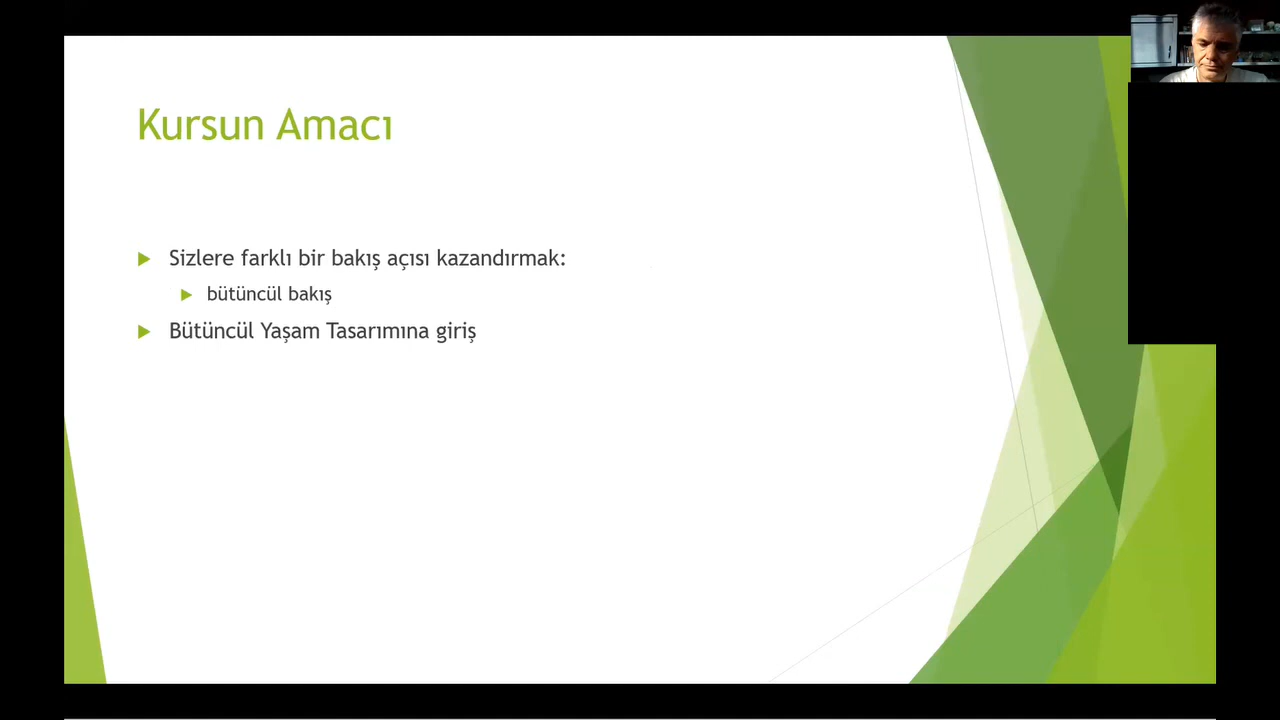 Kursun Amacı
Sizlere farklı bir bakış açısı kazandırmak:
bütüncül bakış
Bütüncül Yaşam Tasarımına giriş